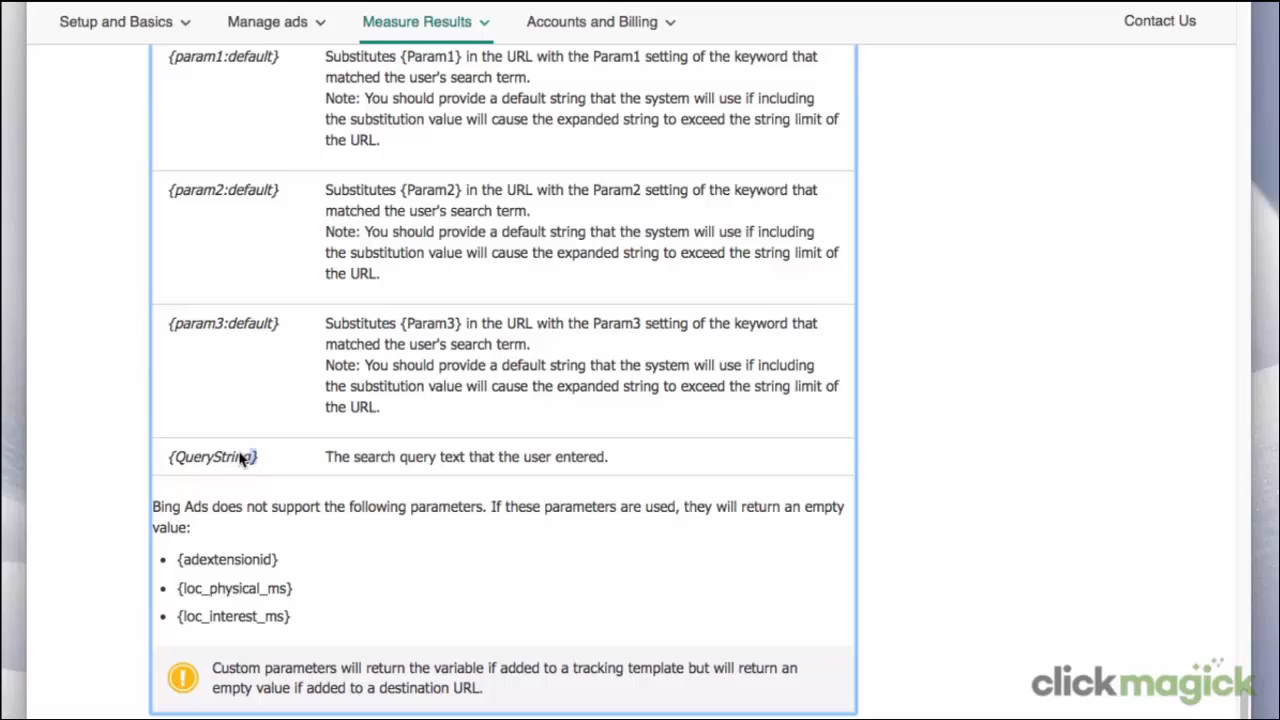 Setup and Basics Manage ads Measure Results Accounts and Billing Contact Us
{param1:default} Substitutes {Param1} in the URL with the Param1 setting of the keyword that
matched the user's search term.
Note: You should provide a default string that the system will use if including
the substitution value will cause the expanded string to exceed the string limit of
the URL.
{param2:default} Substitutes {Param2} in the URL with the Param2 setting of the keyword that
matched the user's search term.
Note: You should provide a default string that the system will use if including
the substitution value will cause the expanded string to exceed the string limit of
the URL.
{param3:default} Substitutes {Param3} in the URL with the Param3 setting of the keyword that
matched the user's search term.
Note: You should provide a default string that the system will use if including
the substitution value will cause the expanded string to exceed the string limit of
the URL.
{QueryString} The search query text that the user entered.
Bing Ads does not support the following parameters. If these parameters are used, they will return an empty
value:
• {adextensionid}
• {loc_physical_ms}
• {loc_interest_ms}
Custom parameters will return the variable if added to a tracking template but will return an
empty value if added to a destination URL.
clickmagick